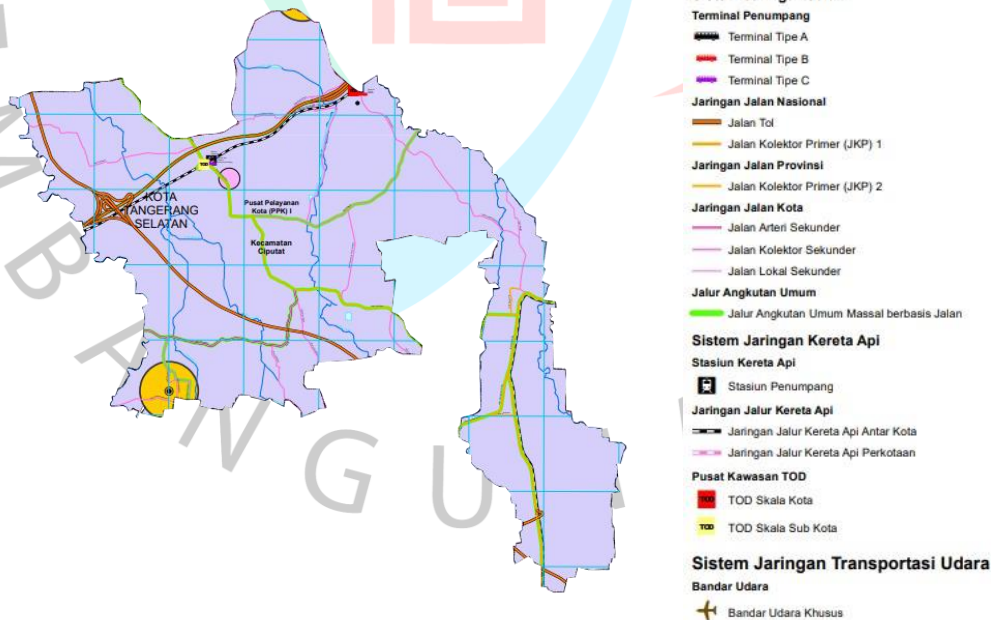 KOTA
TANGERANG
SELATAN
Pusat Pelayanan
Kota (PPK) I
Kecamatan
Ciputat
TOD
Terminal Penumpang
Terminal Tipe A
Terminal Tipe B
Terminal Tipe C
Jaringan Jalan Nasional
Jalan Tol
Jalan Kolektor Primer (JKP) 1
Jaringan Jalan Provinsi
Jalan Kolektor Primer (JKP) 2
Jaringan Jalan Kota
Jalan Arteri Sekunder
Jalan Kolektor Sekunder
Jalan Lokal Sekunder
Jalur Angkutan Umum
Jalur Angkutan Umum Massal berbasis Jalan
Sistem Jaringan Kereta Api
Stasiun Kereta Api
Stasiun Penumpang
Jaringan Jalur Kereta Api
Jaringan Jalur Kereta Api Antar Kota
Jaringan Jalur Kereta Api Perkotaan
Pusat Kawasan TOD
TOD TOD Skala Kota
TOD TOD Skala Sub Kota
Sistem Jaringan Transportasi Udara
Bandar Udara
Bandar Udara Khusus
MBANGU